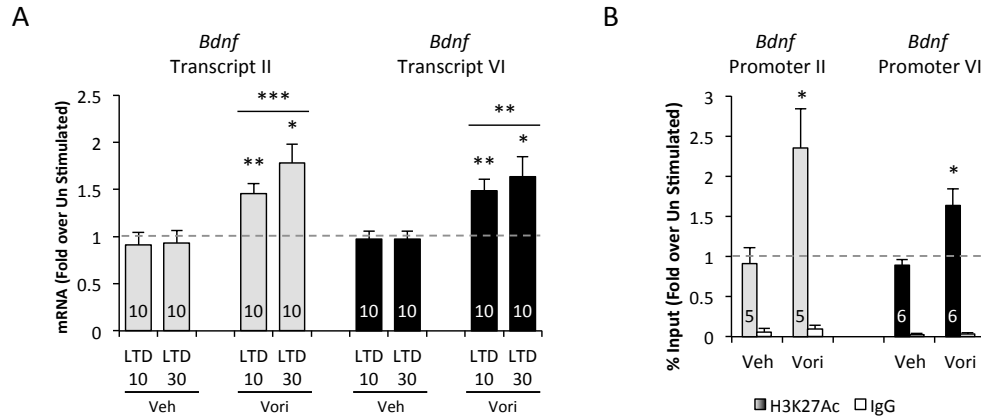 A
Bdnf
Transcript II
Bdnf
Transcript VI
mRNA (Fold over Un Stimulated)
2.5
2
1.5
1
0.5
0
***
**
*
**
**
*
10
10
10
10
10
10
10
10
LTD
10
LTD
30
LTD
10
LTD
30
LTD
10
LTD
30
LTD
10
LTD
30
Veh
Vori
Veh
Vori
B
Bdnf
Promoter II
Bdnf
Promoter VI
% Input (Fold over Un Stimulated)
3
2.5
2
1.5
1
0.5
0
*
*
5
5
6
6
Veh
Vori
Veh
Vori
H3K27Ac
IgG